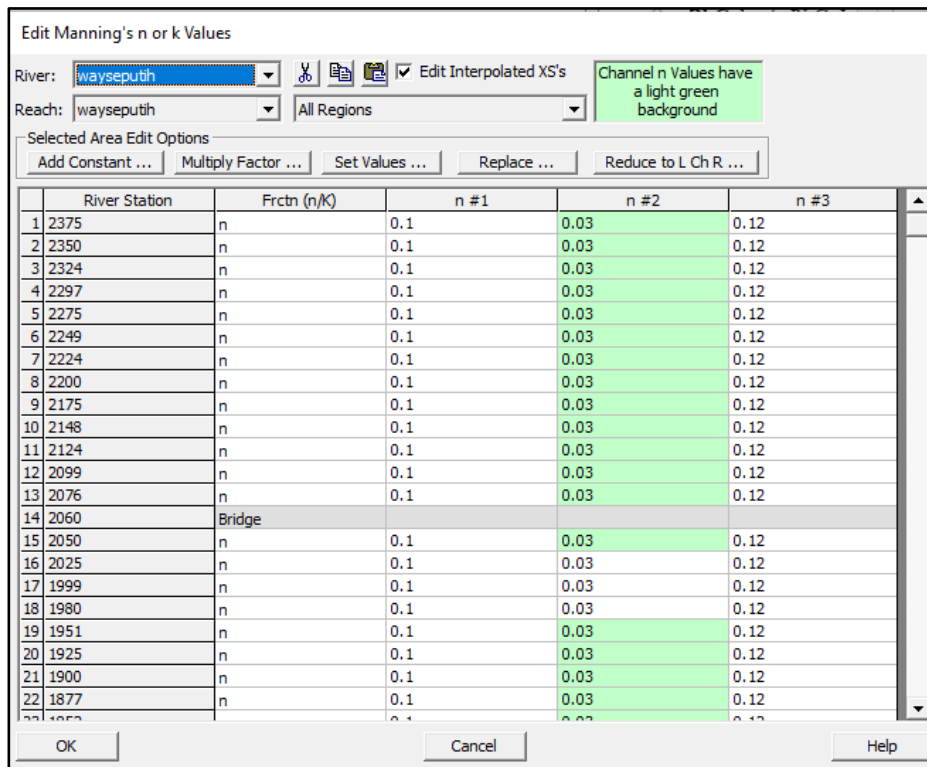 Edit Manning's n or k Values
River: wayseputih Edit Interpolated XS's Channel n Values have
a light green
background
Reach: wayseputih All Regions
Selected Area Edit Options
Add Constant ... Multiply Factor ... Set Values ... Replace ... Reduce to L Ch R ...
River Station Frctn (n/K) n #1 n #2 n #3
1 2375 n 0.1 0.03 0.12
2 2350 n 0.1 0.03 0.12
3 2324 n 0.1 0.03 0.12
4 2297 n 0.1 0.03 0.12
5 2275 n 0.1 0.03 0.12
6 2249 n 0.1 0.03 0.12
7 2224 n 0.1 0.03 0.12
8 2200 n 0.1 0.03 0.12
9 2175 n 0.1 0.03 0.12
10 2148 n 0.1 0.03 0.12
11 2124 n 0.1 0.03 0.12
12 2099 n 0.1 0.03 0.12
13 2076 n 0.1 0.03 0.12
14 2060 Bridge
15 2050 n 0.1 0.03 0.12
16 2025 n 0.1 0.03 0.12
17 1999 n 0.1 0.03 0.12
18 1980 n 0.1 0.03 0.12
19 1951 n 0.1 0.03 0.12
20 1925 n 0.1 0.03 0.12
21 1900 n 0.1 0.03 0.12
22 1877 n 0.1 0.03 0.12
OK Cancel Help